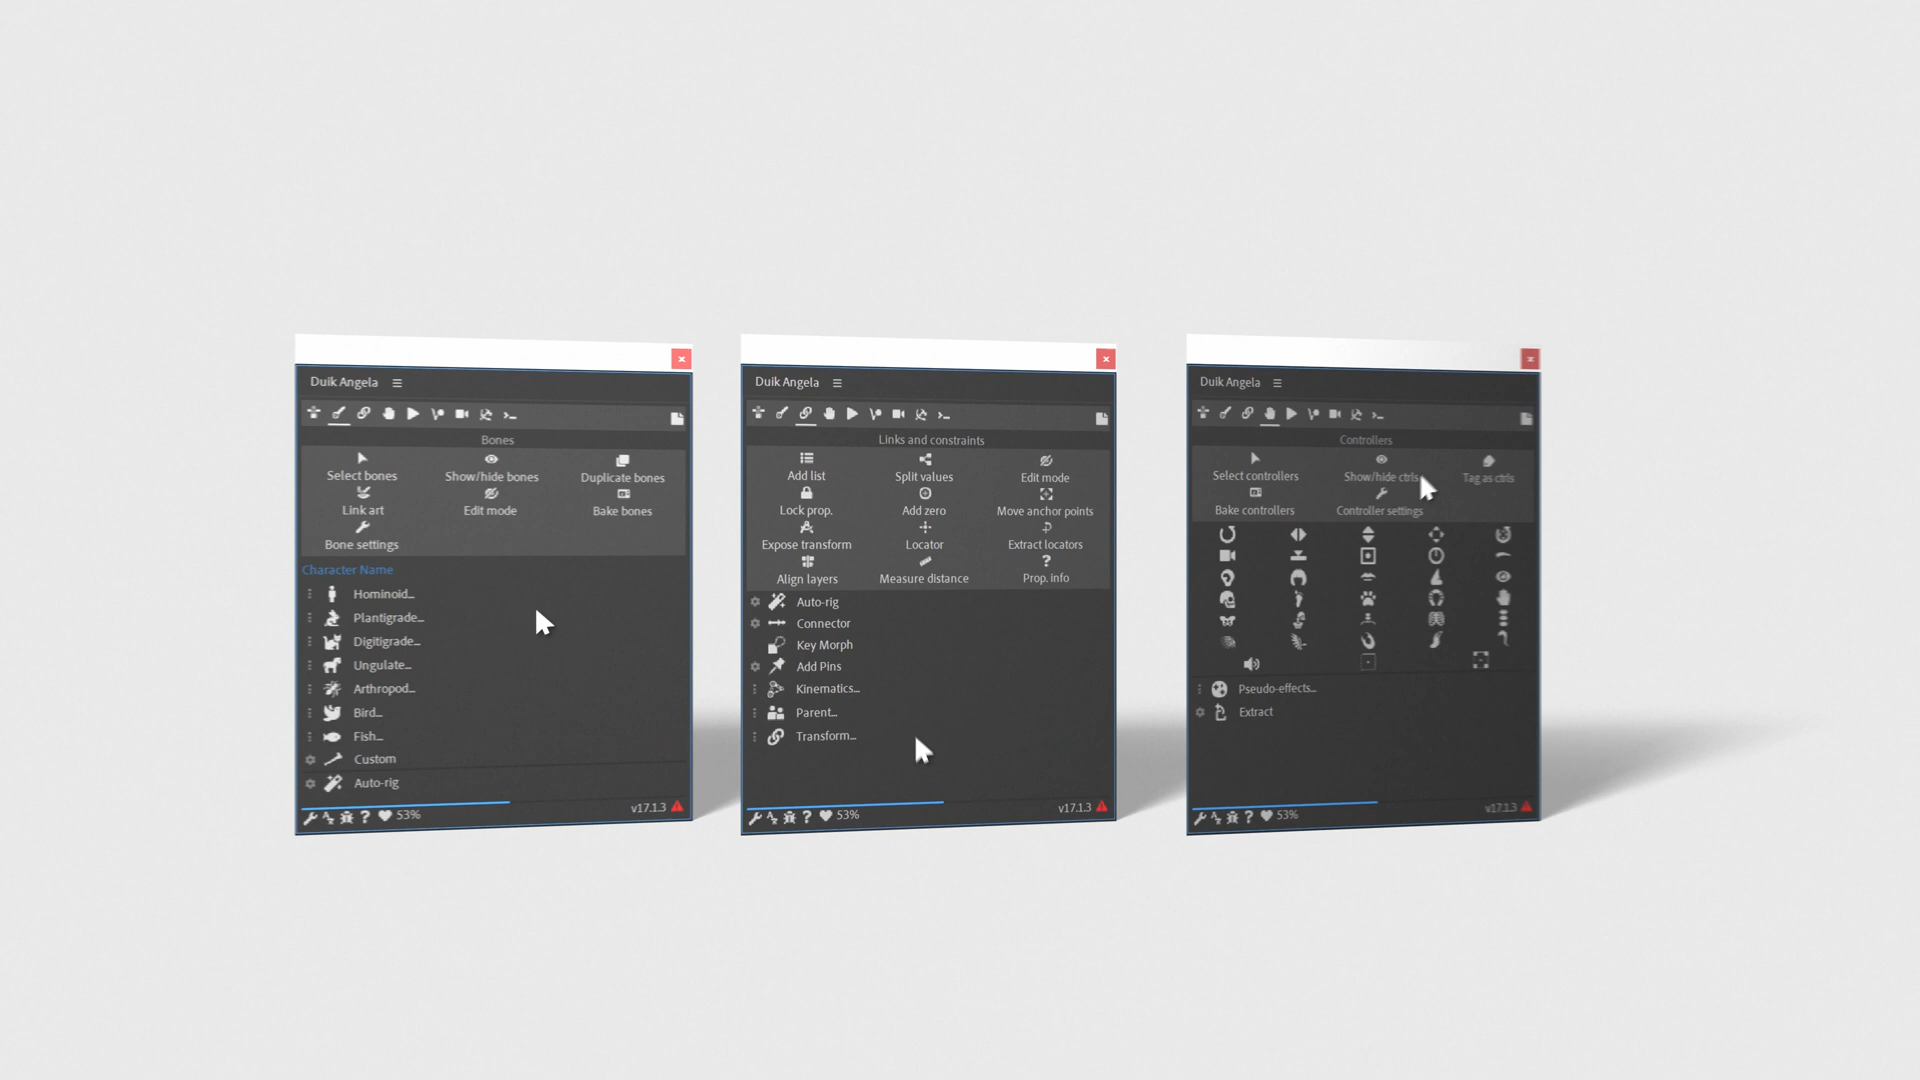 Duik Angela
Bones
Select bones
Show/hide bones
Duplicate bones
Link art
Edit mode
Bake bones
Bone settings
Character Name
Hominoid...
Plantigrade...
Digitigrade...
Ungulate...
Arthropod...
Bird...
Fish...
Custom
Auto-rig
53%
v17.1.3
Duik Angela
Links and constraints
Add list
Split values
Edit mode
Lock prop.
Add zero
Move anchor points
Expose transform
Locator
Extract locators
Align layers
Measure distance
Prop. info
Auto-rig
Connector
Key Morph
Add Pins
Kinematics...
Parent...
Transform...
53%
v17.1.3
Duik Angela
Controllers
Select controllers
Show/hide ctrls
Tag as ctrls
Bake controllers
Controller settings
Pseudo-effects...
Extract
53%
v17.1.3